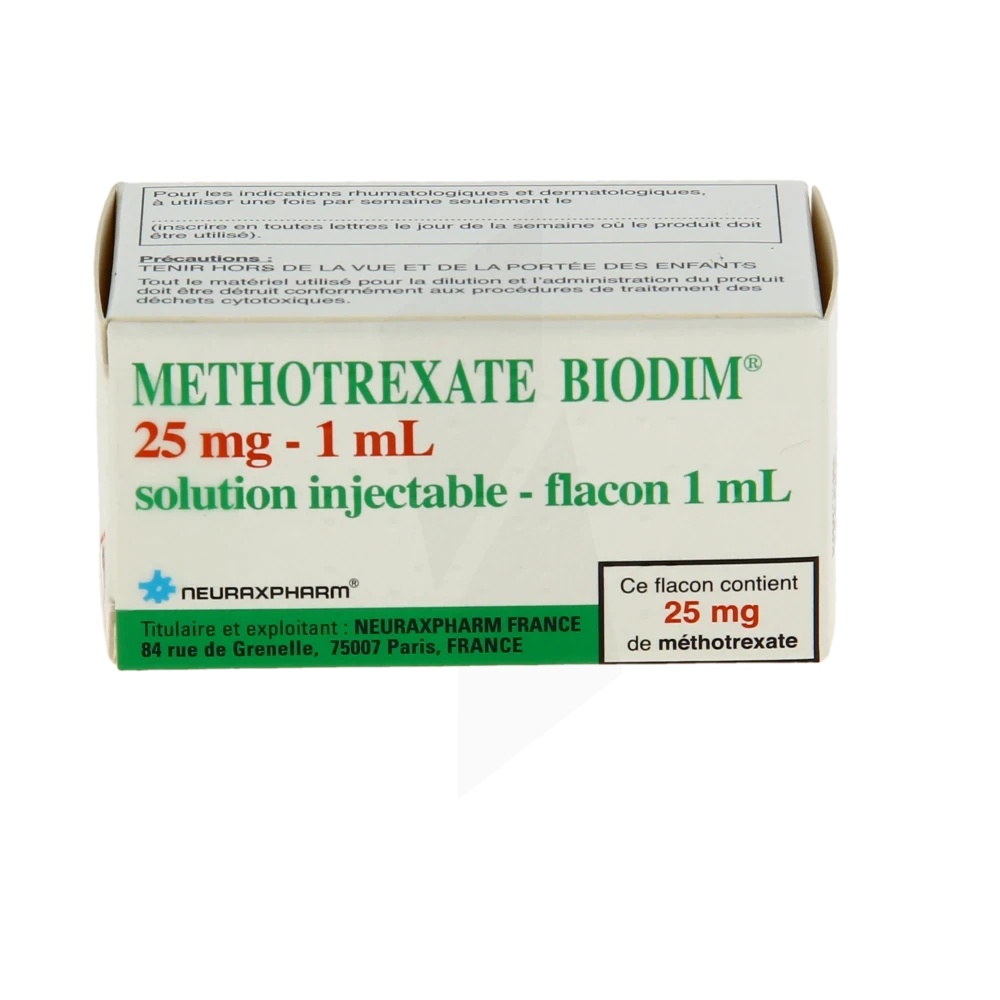 Pour les indications rhumatologiques et dermatologiques,
à utiliser une fois par semaine seulement le
(inscrire en toutes lettres le jour de la semaine où le produit doit
être utilisé).
Précautions :
TENIR HORS DE LA VUE ET DE LA PORTÉE DES ENFANTS
Tout le matériel utilisé pour la dilution et l'administration du produit
doit être détruit conformément aux procédures de traitement des
déchets cytotoxiques.
METHOTREXATE BIODIM®
25 mg - 1 mL
solution injectable - flacon 1 mL
NEURAXPHARM®
Titulaire et exploitant : NEURAXPHARM FRANCE
84 rue de Grenelle, 75007 Paris, FRANCE
Ce flacon contient
25 mg
de méthotrexate